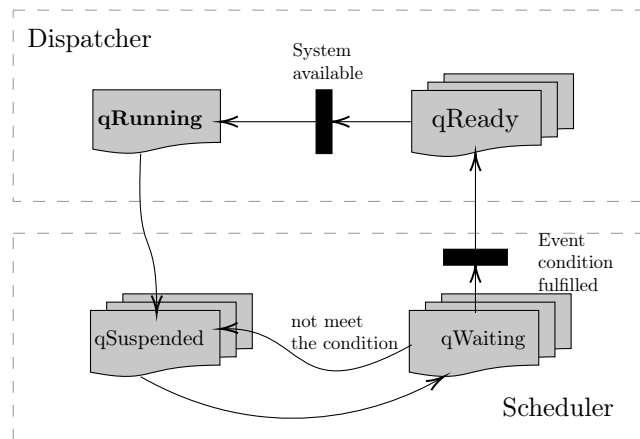 Dispatcher
System
available
qRunning
qReady
Event
condition
fulfilled
not meet
the condition
qSuspended
qWaiting
Scheduler